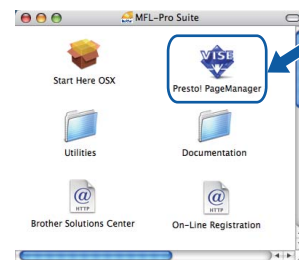 MFL-Pro Suite
VISE
Start Here OSX
Presto! PageManager
Utilities
Documentation
@
HTTP
@
HTTP
Brother Solutions Center
On-Line Registration